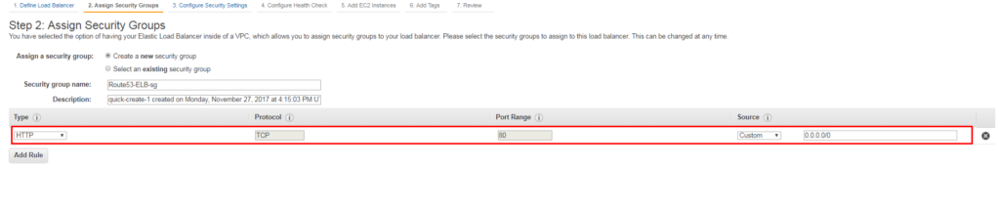 1. Define Load Balancer 2. Assign Security Groups 3. Configure Security Settings 4. Configure Health Check 5. Add EC2 Instances 6. Add Tags 7. Review
Step 2: Assign Security Groups
You have selected the option of having your Elastic Load Balancer inside of a VPC, which allows you to assign security groups to your load balancer. Please select the security groups to assign to this load balancer. This can be changed at any time.
Assign a security group: Create a new security group
Select an existing security group
Security group name: Route53-ELB-sg
Description: quick-create-1 created on Monday, November 27, 2017 at 4:15:03 PM U
Type Protocol Port Range Source
HTTP TCP 80 Custom 0.0.0.0/0
Add Rule